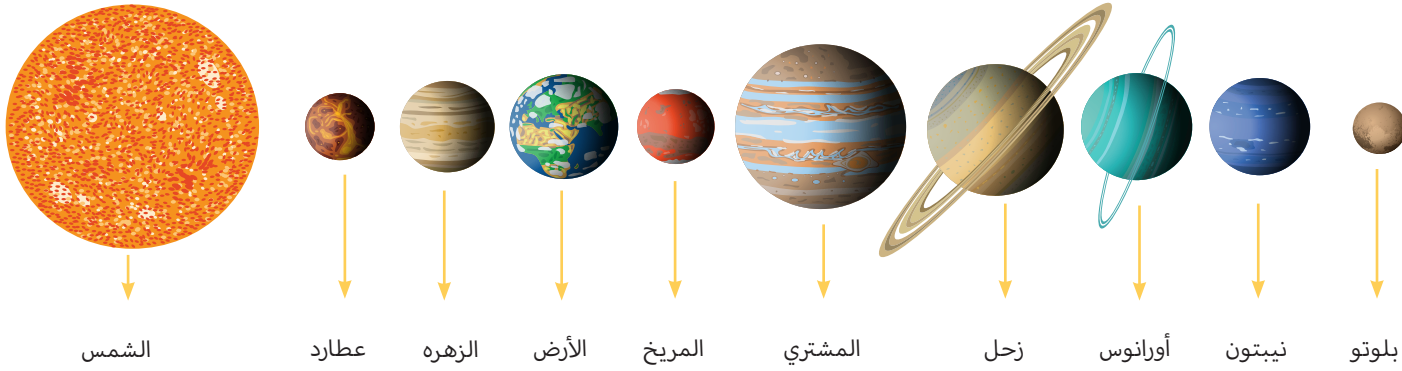 بلوتو
نيبتون
أورانوس
زحل
المشتري
المريخ
الأرض
الزهره
عطارد
الشمس